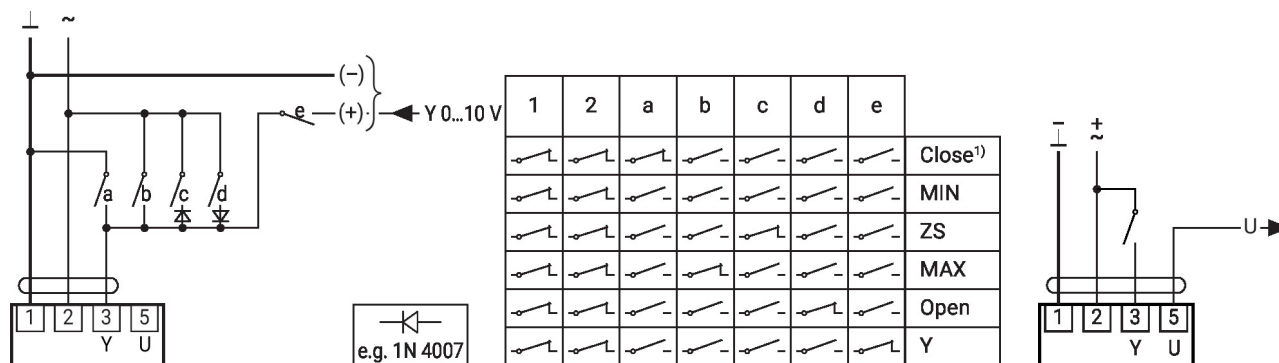 ⊥ ~
(–)
e (+) Y 0...10 V
a b c d
1 2 3 5
Y U
e.g. 1N 4007
1 2 a b c d e
Close¹⁾
MIN
ZS
MAX
Open
Y
– +
⊥ ~
U
1 2 3 5
Y U